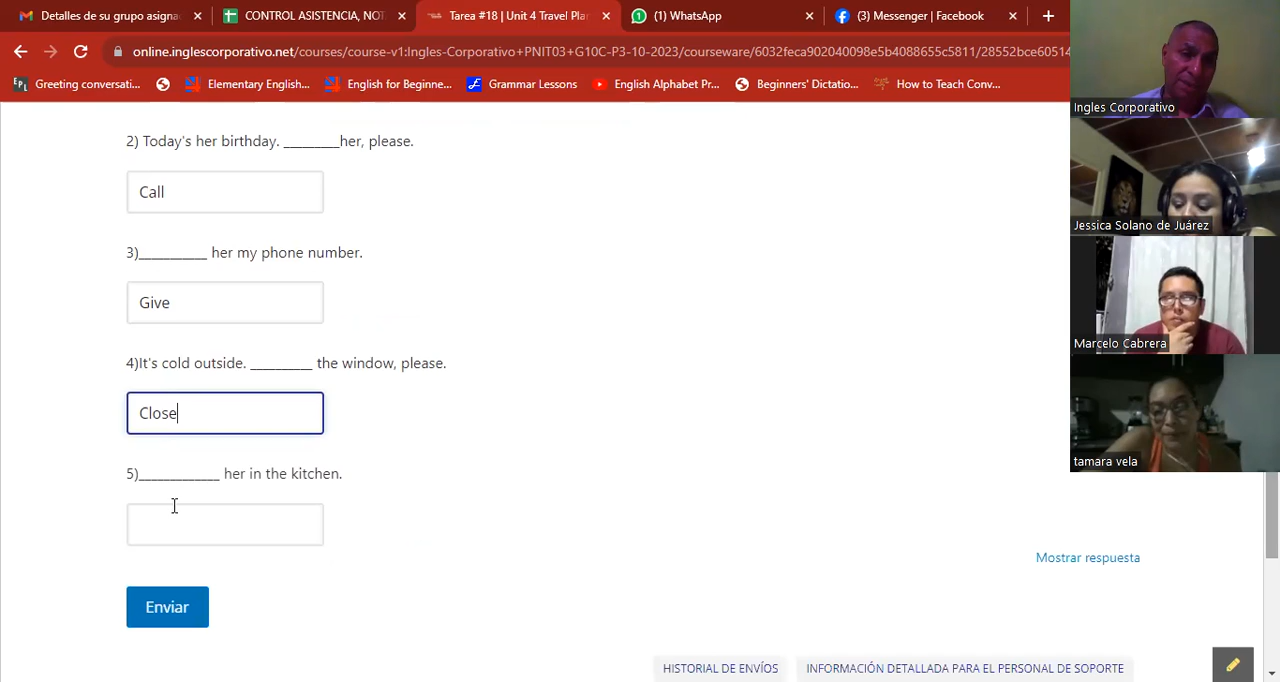 Detalles de su grupo asigna
CONTROL ASISTENCIA, NOT
Tarea #18 | Unit 4 Travel Plan
(1) WhatsApp
(3) Messenger | Facebook
online.inglescorporativo.net/courses/course-v1:Ingles-Corporativo+PNIT03+G10C-P3-10-2023/courseware/6032feca902040098e5b4088655c5811/28552bce60514
Greeting conversati...
Elementary English...
English for Beginne...
Grammar Lessons
English Alphabet Pr...
Beginners' Dictatio...
How to Teach Conv...
Ingles Corporativo
Jessica Solano de Juárez
Marcelo Cabrera
tamara vela
2) Today's her birthday. _________her, please.
Call
3)___________ her my phone number.
Give
4)It's cold outside. __________ the window, please.
Close
5)_____________ her in the kitchen.
Mostrar respuesta
Enviar
HISTORIAL DE ENVÍOS
INFORMACIÓN DETALLADA PARA EL PERSONAL DE SOPORTE